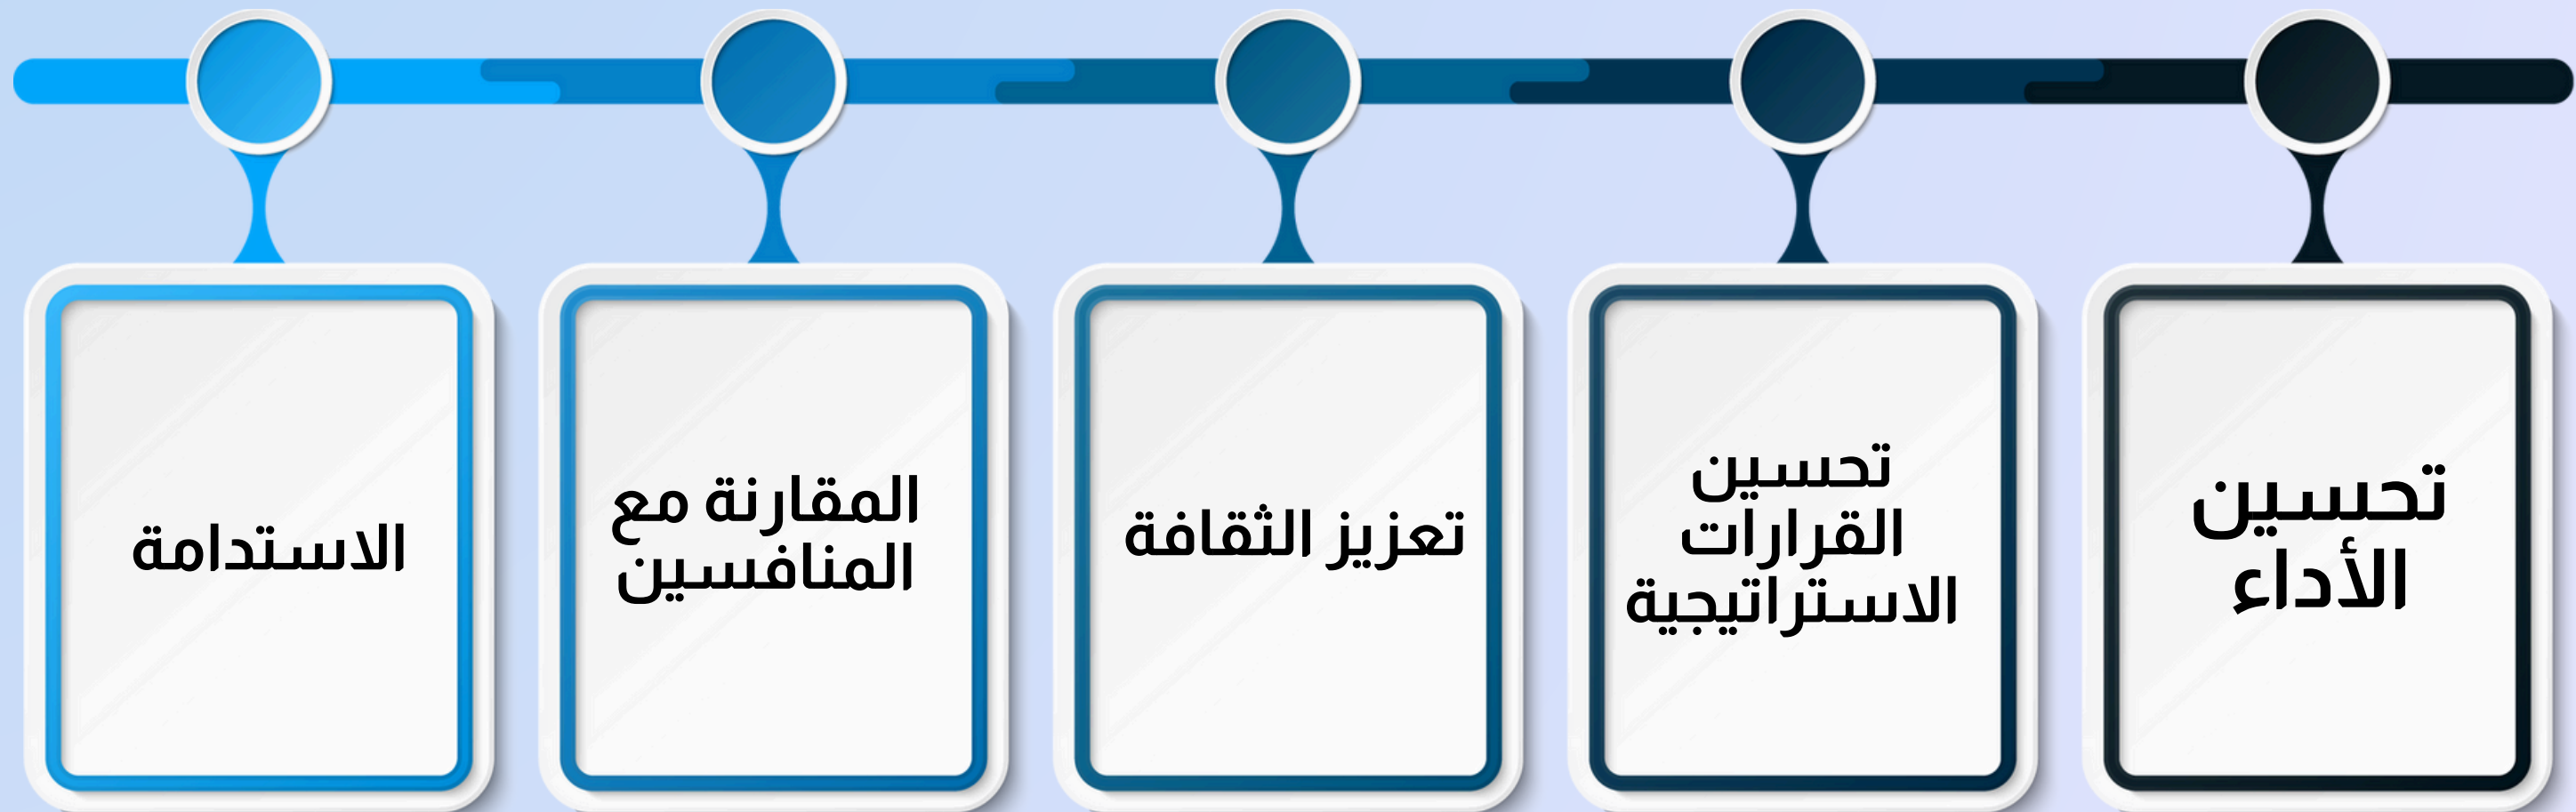 تحسين
الأداء
تحسين
القرارات
الاستراتيجية
تعزيز الثقافة
المقارنة مع
المنافسين
الاستدامة